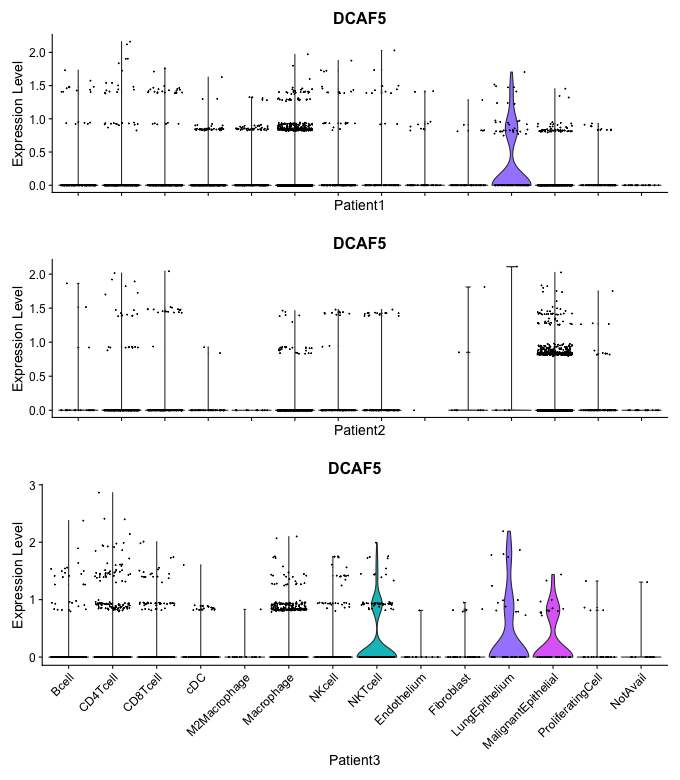 DCAF5
Expression Level
2.0
1.5
1.0
0.5
0.0
Patient1
DCAF5
Expression Level
2.0
1.5
1.0
0.5
0.0
Patient2
DCAF5
Expression Level
3
2
1
0
Bcell
CD4Tcell
CD8Tcell
cDC
M2Macrophage
Macrophage
NKcell
NKTcell
Endothelium
Fibroblast
LungEpithelium
MalignantEpithelial
ProliferatingCell
NotAvail
Patient3